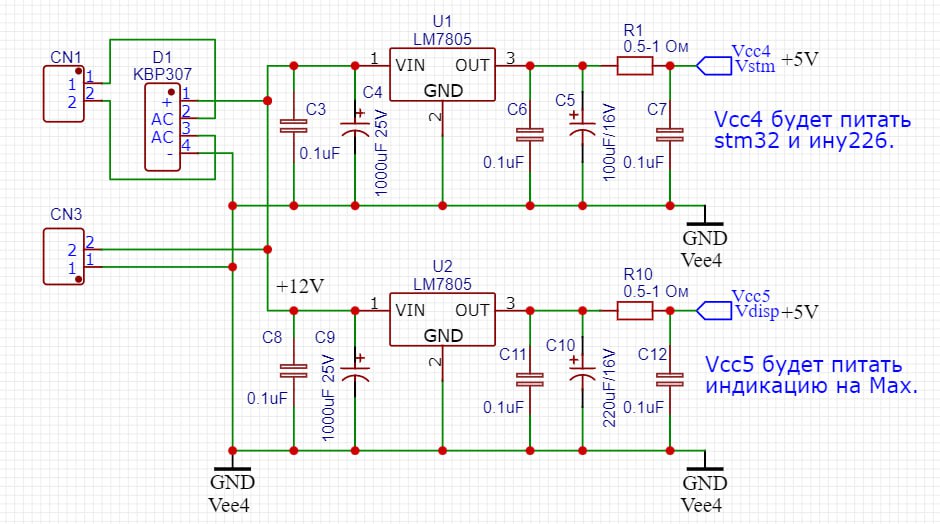 U1
LM7805
CN1
D1
KBP307
1
2
1
2
+
AC
AC
-
1
2
3
4
C3
0.1uF
C4
1000uF 25V
1
VIN
OUT
3
GND
2
C6
0.1uF
C5
100uF/16V
R1
0.5-1 Ом
C7
0.1uF
Vcc4
Vstm
+5V
Vcc4 будет питать
stm32 и ину226.
GND
Vee4
CN3
2
1
2
1
+12V
U2
LM7805
1
VIN
OUT
3
GND
2
C8
0.1uF
C9
1000uF 25V
C11
0.1uF
C10
220uF/16V
R10
0.5-1 Ом
C12
0.1uF
Vcc5
Vdisp
+5V
Vcc5 будет питать
индикацию на Max.
GND
Vee4
GND
Vee4